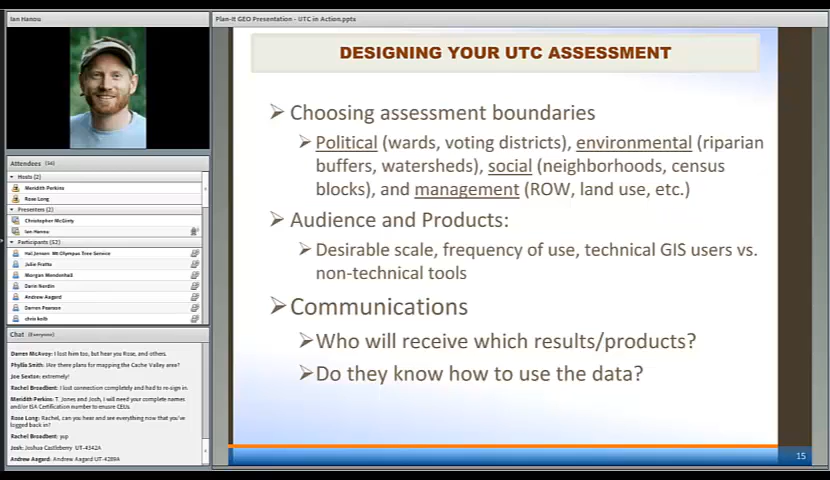 Ian Hanou
Attendees (56)
Hosts (2)
Meridith Perkins
Rose Long
Presenters (2)
Christopher McGinty
Ian Hanou
Participants (52)
Hal Jensen Mt Olympus Tree Service
Julie Fratto
Morgan Mendenhall
Darin Nordin
Andrew Aagard
Darren Pearson
chris kolb
Chat (Everyone)
Darren McAvoy: I lost him too, but hear you Rose, and others.
Phyllis Smith: Are there plans for mapping the Cache Valley area?
Joe Sexton: extremely!
Rachel Broadbent: I lost connection completely and had to re-sign in.
Meridith Perkins: T. Jones and Josh, I will need your complete names
and/or ISA Certification number to ensure CEUs.
Rose Long: Rachel, can you hear and see everything now that you've
logged back in?
Rachel Broadbent: yep
Josh: Joshua Castleberry UT-4342A
Andrew Aagard: Andrew Aagard UT-4289A
Plan-It GEO Presentation - UTC in Action.ppts
DESIGNING YOUR UTC ASSESSMENT
Choosing assessment boundaries
Political (wards, voting districts), environmental (riparian
buffers, watersheds), social (neighborhoods, census
blocks), and management (ROW, land use, etc.)
Audience and Products:
Desirable scale, frequency of use, technical GIS users vs.
non-technical tools
Communications
Who will receive which results/products?
Do they know how to use the data?
15